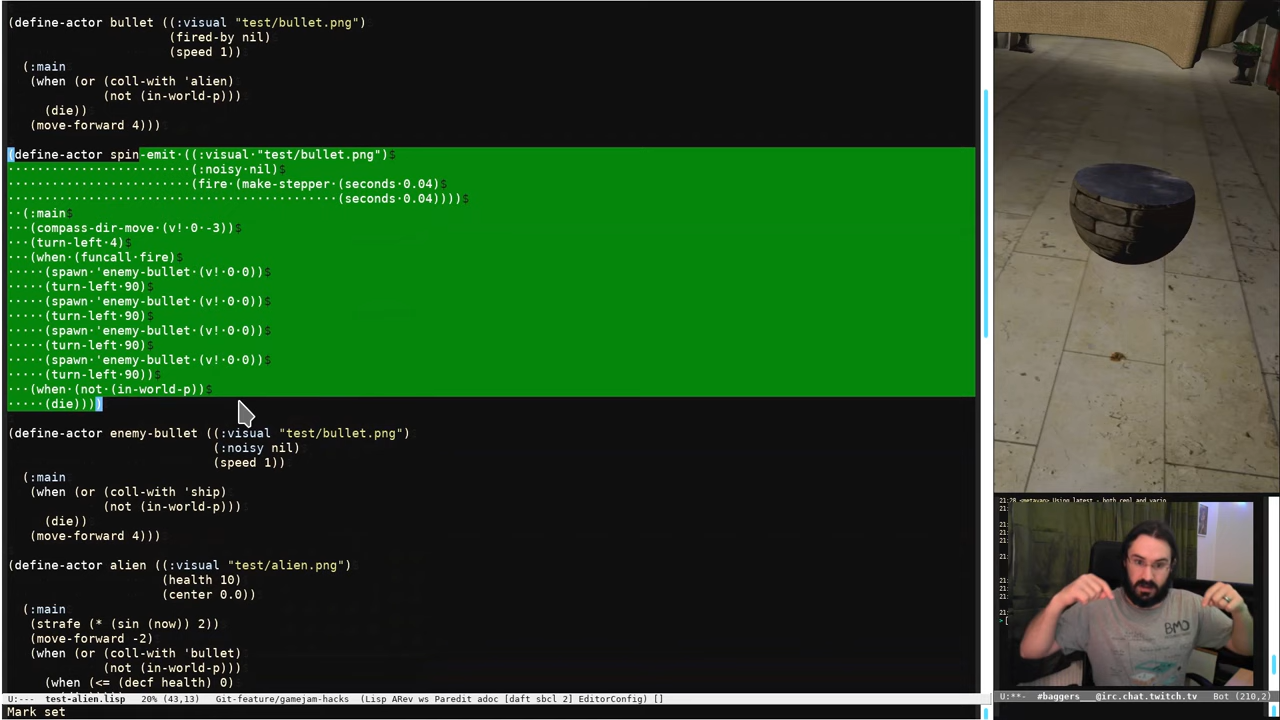 (define-actor bullet ((:visual "test/bullet.png")
(fired-by nil)
(speed 1))
(:main
(when (or (coll-with 'alien)
(not (in-world-p)))
(die))
(move-forward 4)))
(define-actor spin-emit·((:visual·"test/bullet.png")$
·························(:noisy·nil)$
·························(fire·(make-stepper·(seconds·0.04)$
·············································(seconds·0.04))))$
··(:main$
···(compass-dir-move·(v!·0·-3))$
···(turn-left·4)$
···(when·(funcall·fire)$
·····(spawn·'enemy-bullet·(v!·0·0))$
·····(turn-left·90)$
·····(spawn·'enemy-bullet·(v!·0·0))$
·····(turn-left·90)$
·····(spawn·'enemy-bullet·(v!·0·0))$
·····(turn-left·90)$
·····(spawn·'enemy-bullet·(v!·0·0))$
·····(turn-left·90))$
···(when·(not·(in-world-p))$
·····(die))))
(define-actor enemy-bullet ((:visual "test/bullet.png")
(:noisy nil)
(speed 1))
(:main
(when (or (coll-with 'ship)
(not (in-world-p)))
(die))
(move-forward 4)))
(define-actor alien ((:visual "test/alien.png")
(health 10)
(center 0.0))
(:main
(strafe (* (sin (now)) 2))
(move-forward -2)
(when (or (coll-with 'bullet)
(not (in-world-p)))
(when (<= (decf health) 0)
U:--- test-alien.lisp 20% (43,13) Git-feature/gamejam-hacks (Lisp ARev ws Paredit adoc [daft sbcl 2] EditorConfig) []
Mark set
BMO
U:**- #baggers @irc.chat.twitch.tv Bot (210,2)